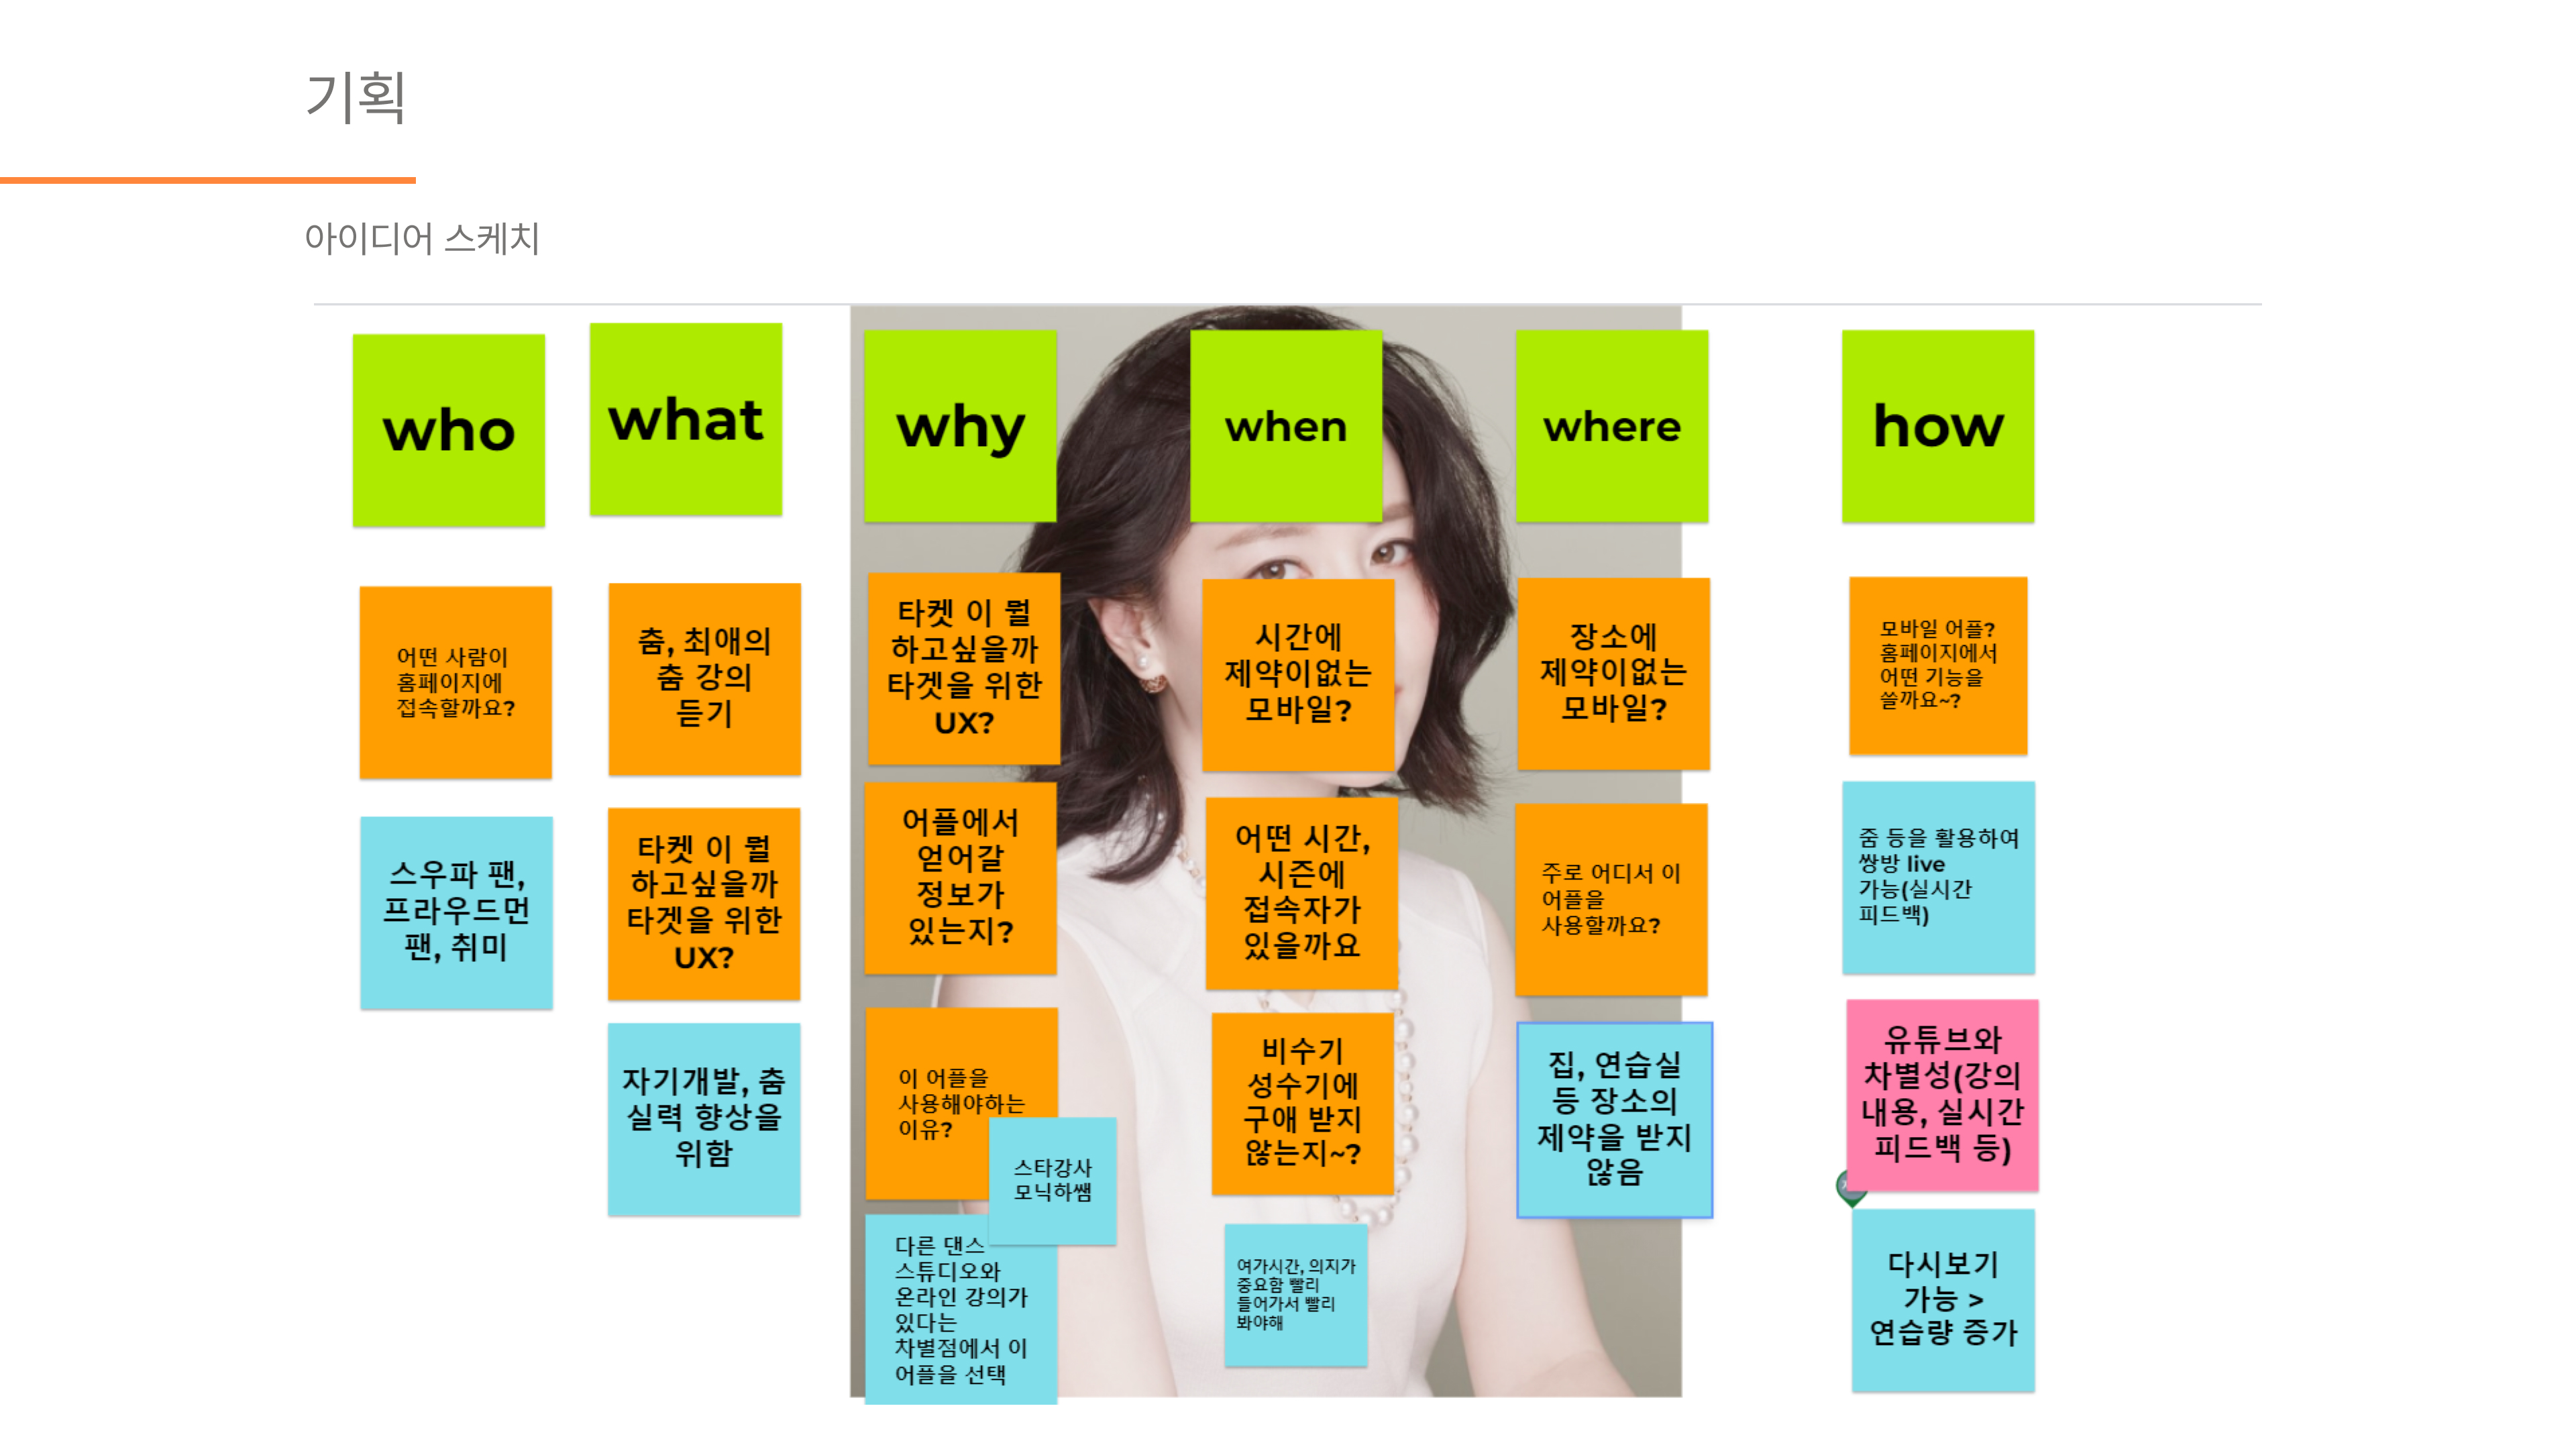 기획
아이디어 스케치
who
what
why
when
where
how
어떤 사람이
홈페이지에
접속할까요?
스우파 팬,
프라우드먼
팬, 취미
춤, 최애의
춤 강의
듣기
타켓 이 뭘
하고싶을까
타겟을 위한
UX?
자기개발, 춤
실력 향상을
위함
타켓 이 뭘
하고싶을까
타겟을 위한
UX?
어플에서
얻어갈
정보가
있는지?
이 어플을
사용해야하는
이유?
스타강사
모닉하쌤
다른 댄스
스튜디오와
온라인 강의가
있다는
차별점에서 이
어플을 선택
시간에
제약이없는
모바일?
어떤 시간,
시즌에
접속자가
있을까요
비수기
성수기에
구애 받지
않는지~?
여가시간, 의지가
중요함 빨리
들어가서 빨리
봐야해
장소에
제약이없는
모바일?
주로 어디서 이
어플을
사용할까요?
집, 연습실
등 장소의
제약을 받지
않음
모바일 어플?
홈페이지에서
어떤 기능을
쓸까요~?
줌 등을 활용하여
쌍방 live
가능(실시간
피드백)
유튜브와
차별성(강의
내용, 실시간
피드백 등)
다시보기
가능 >
연습량 증가